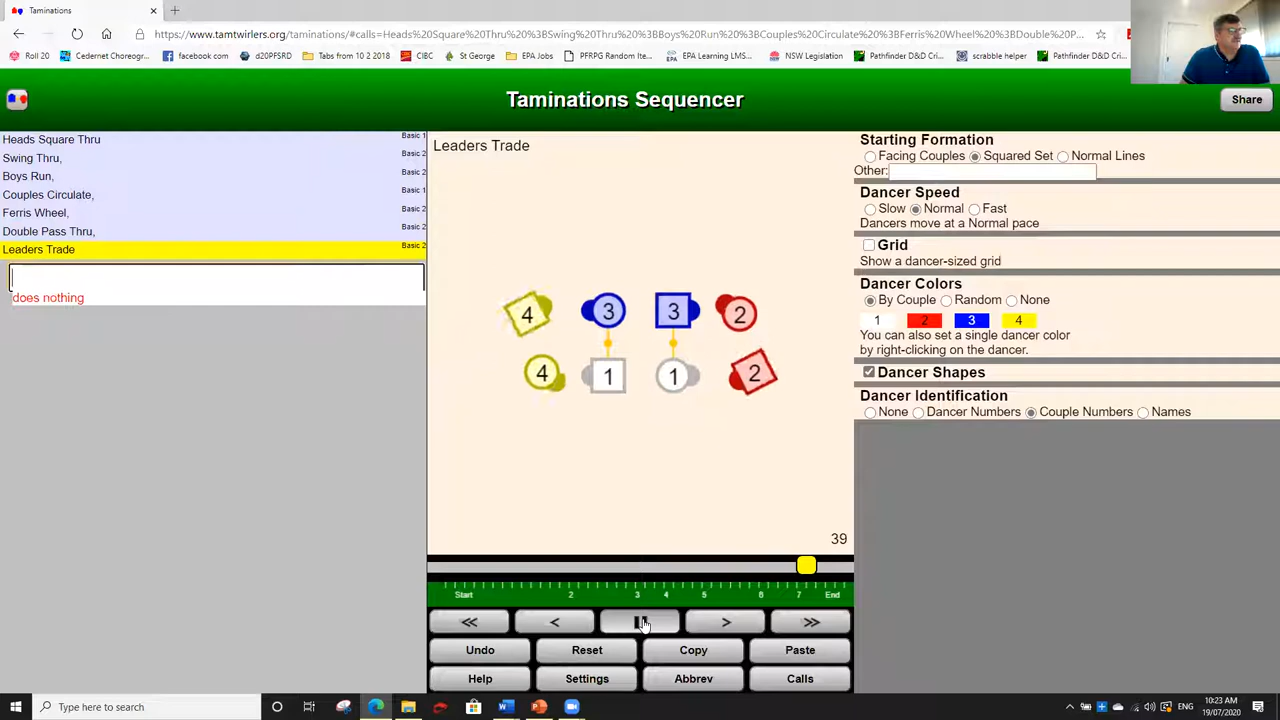 Taminations
https://www.tamtwirlers.org/taminations/#calls=Heads%20Square%20Thru%20%3BSwing%20Thru%20%3BBoys%20Run%20%3BCouples%20Circulate%20%3BFerris%20Wheel%20%3BDouble%20P...
Roll 20 Cedernet Choreogr... facebook.com d20PFSRD Tabs from 10 2 2018 CIBC St George EPA Jobs PFRPG Random Ite... EPA Learning LMS... NSW Legislation Pathfinder D&D Cri... scrabble helper Pathfinder D&D Cri...
Taminations Sequencer
Share
Heads Square Thru Basic 1
Swing Thru, Basic 2
Boys Run, Basic 2
Couples Circulate, Basic 1
Ferris Wheel, Basic 2
Double Pass Thru, Basic 2
Leaders Trade Basic 2
does nothing
Leaders Trade
4 3 3 2
4 1 1 2
39
Start 2 3 4 5 6 7 End
<< < > >>
Undo Reset Copy Paste
Help Settings Abbrev Calls
Starting Formation
Facing Couples Squared Set Normal Lines
Other:
Dancer Speed
Slow Normal Fast
Dancers move at a Normal pace
Grid
Show a dancer-sized grid
Dancer Colors
By Couple Random None
1 2 3 4
You can also set a single dancer color
by right-clicking on the dancer.
Dancer Shapes
Dancer Identification
None Dancer Numbers Couple Numbers Names
Type here to search
ENG
10:23 AM
19/07/2020